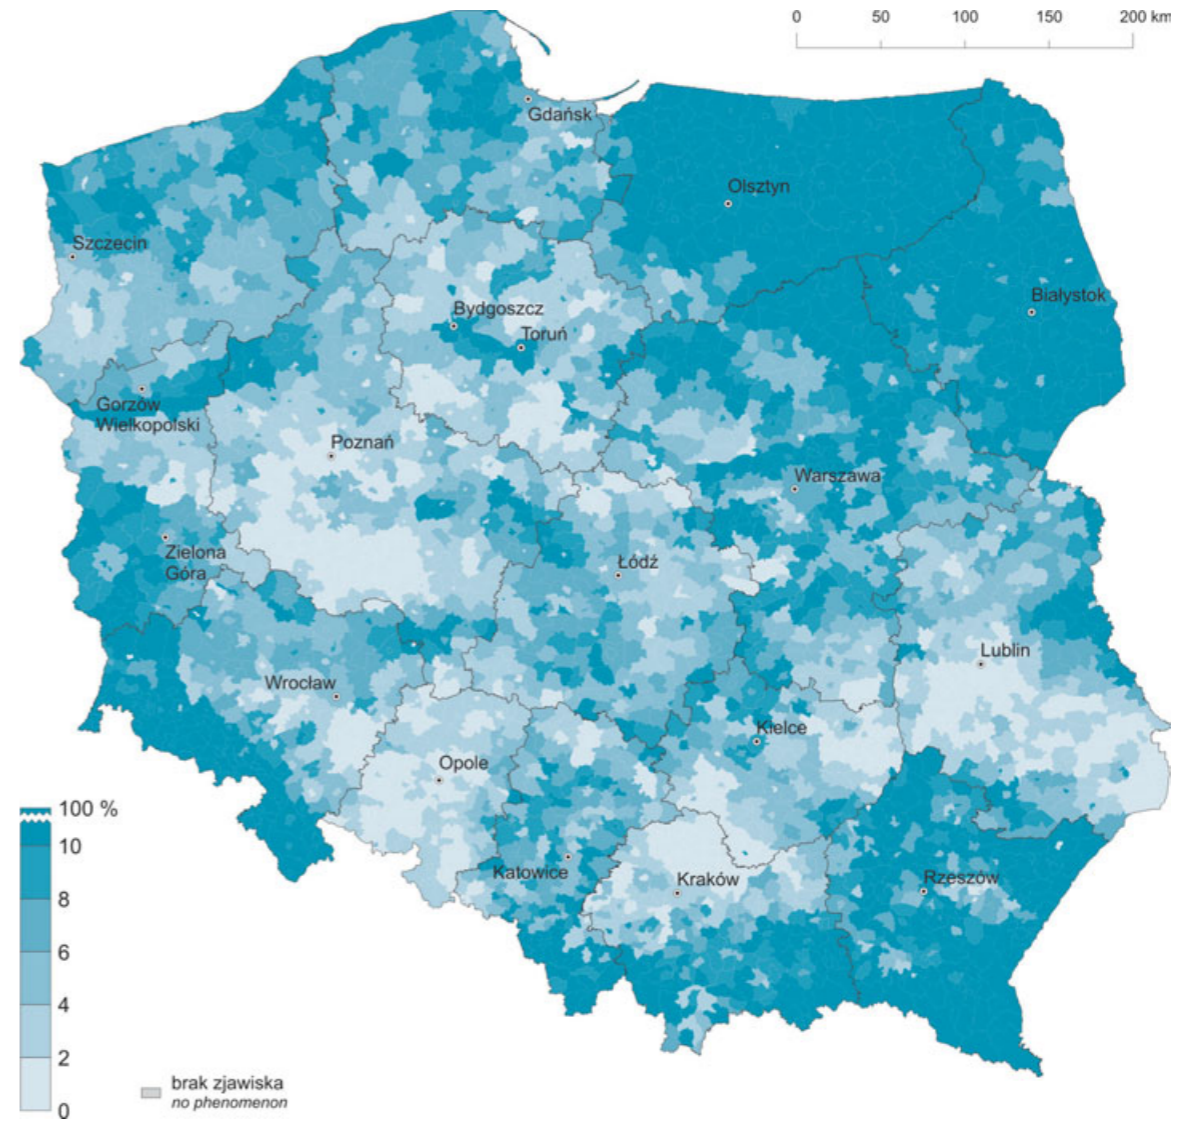 0 50 100 150 200 km
Gdańsk
Olsztyn
Szczecin
Białystok
Bydgoszcz
Toruń
Gorzów
Wielkopolski
Poznań
Warszawa
Zielona
Góra
Łódź
Lublin
Wrocław
Kielce
Opole
Katowice
Kraków
Rzeszów
100 %
10
8
6
4
2
0
brak zjawiska
no phenomenon